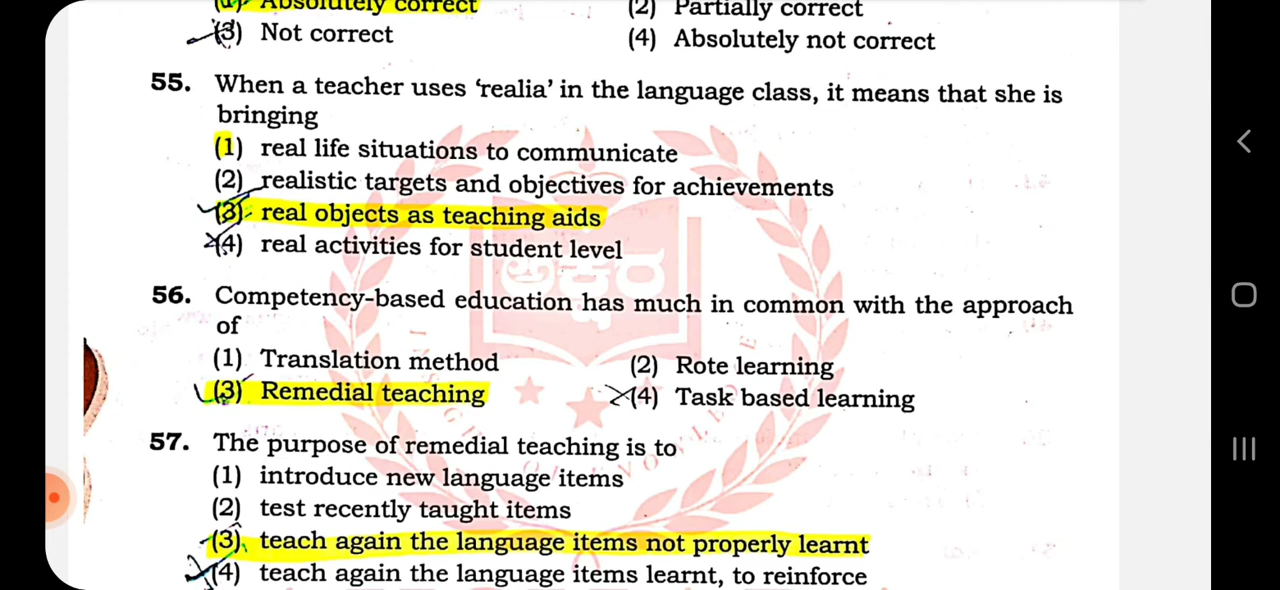 (1) Absolutely correct (2) Partially correct
(3) Not correct (4) Absolutely not correct
55. When a teacher uses ‘realia’ in the language class, it means that she is
bringing
(1) real life situations to communicate
(2) realistic targets and objectives for achievements
(3) real objects as teaching aids
(4) real activities for student level
56. Competency-based education has much in common with the approach
of
(1) Translation method (2) Rote learning
(3) Remedial teaching (4) Task based learning
57. The purpose of remedial teaching is to
(1) introduce new language items
(2) test recently taught items
(3) teach again the language items not properly learnt
(4) teach again the language items learnt, to reinforce